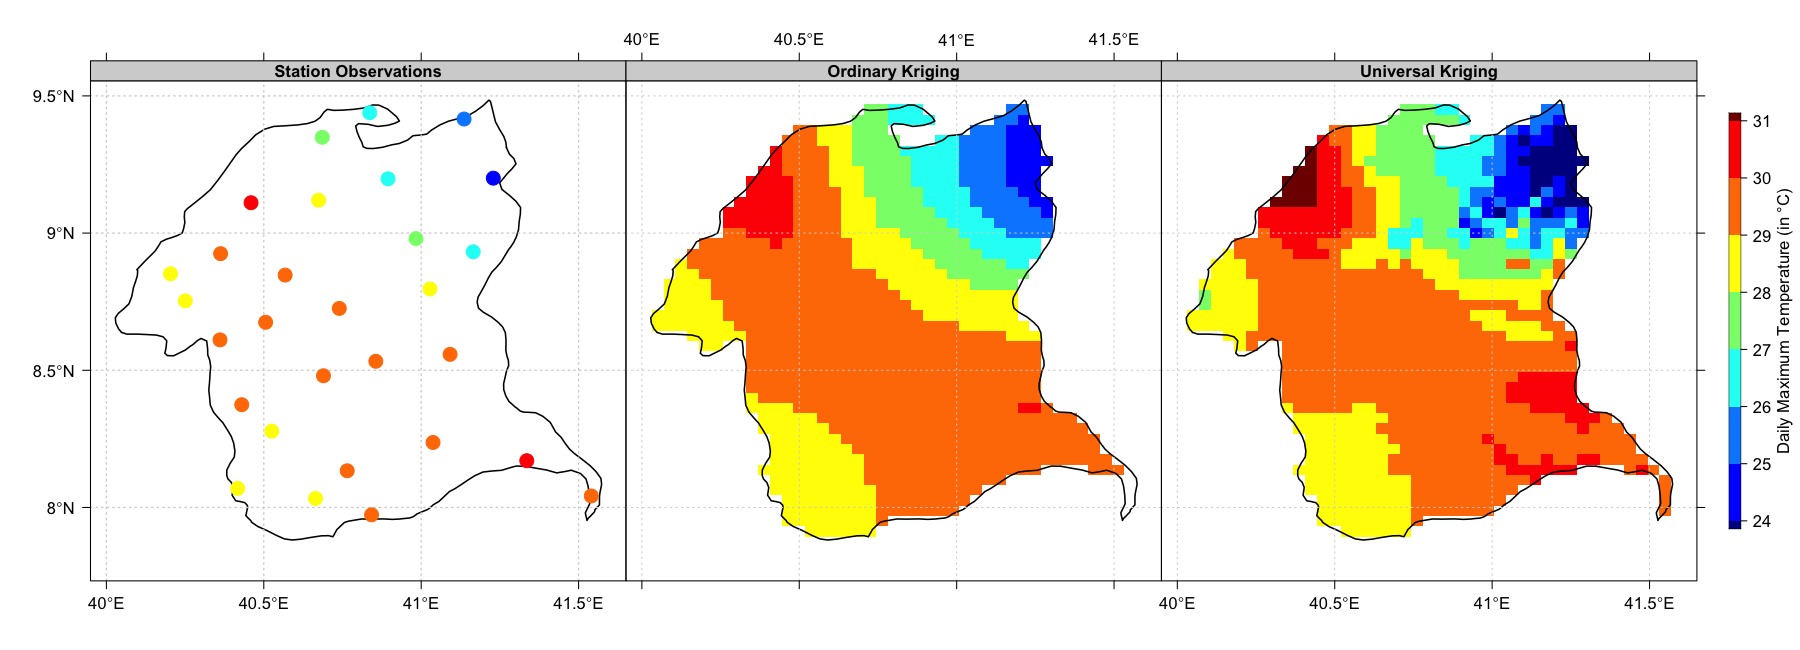 40°E 40.5°E 41°E 41.5°E
Station Observations Ordinary Kriging Universal Kriging
9.5°N
9°N
8.5°N
8°N
40°E 40.5°E 41°E 41.5°E 40°E 40.5°E 41°E 41.5°E
31
30
29
28
27
26
25
24
Daily Maximum Temperature (in °C)